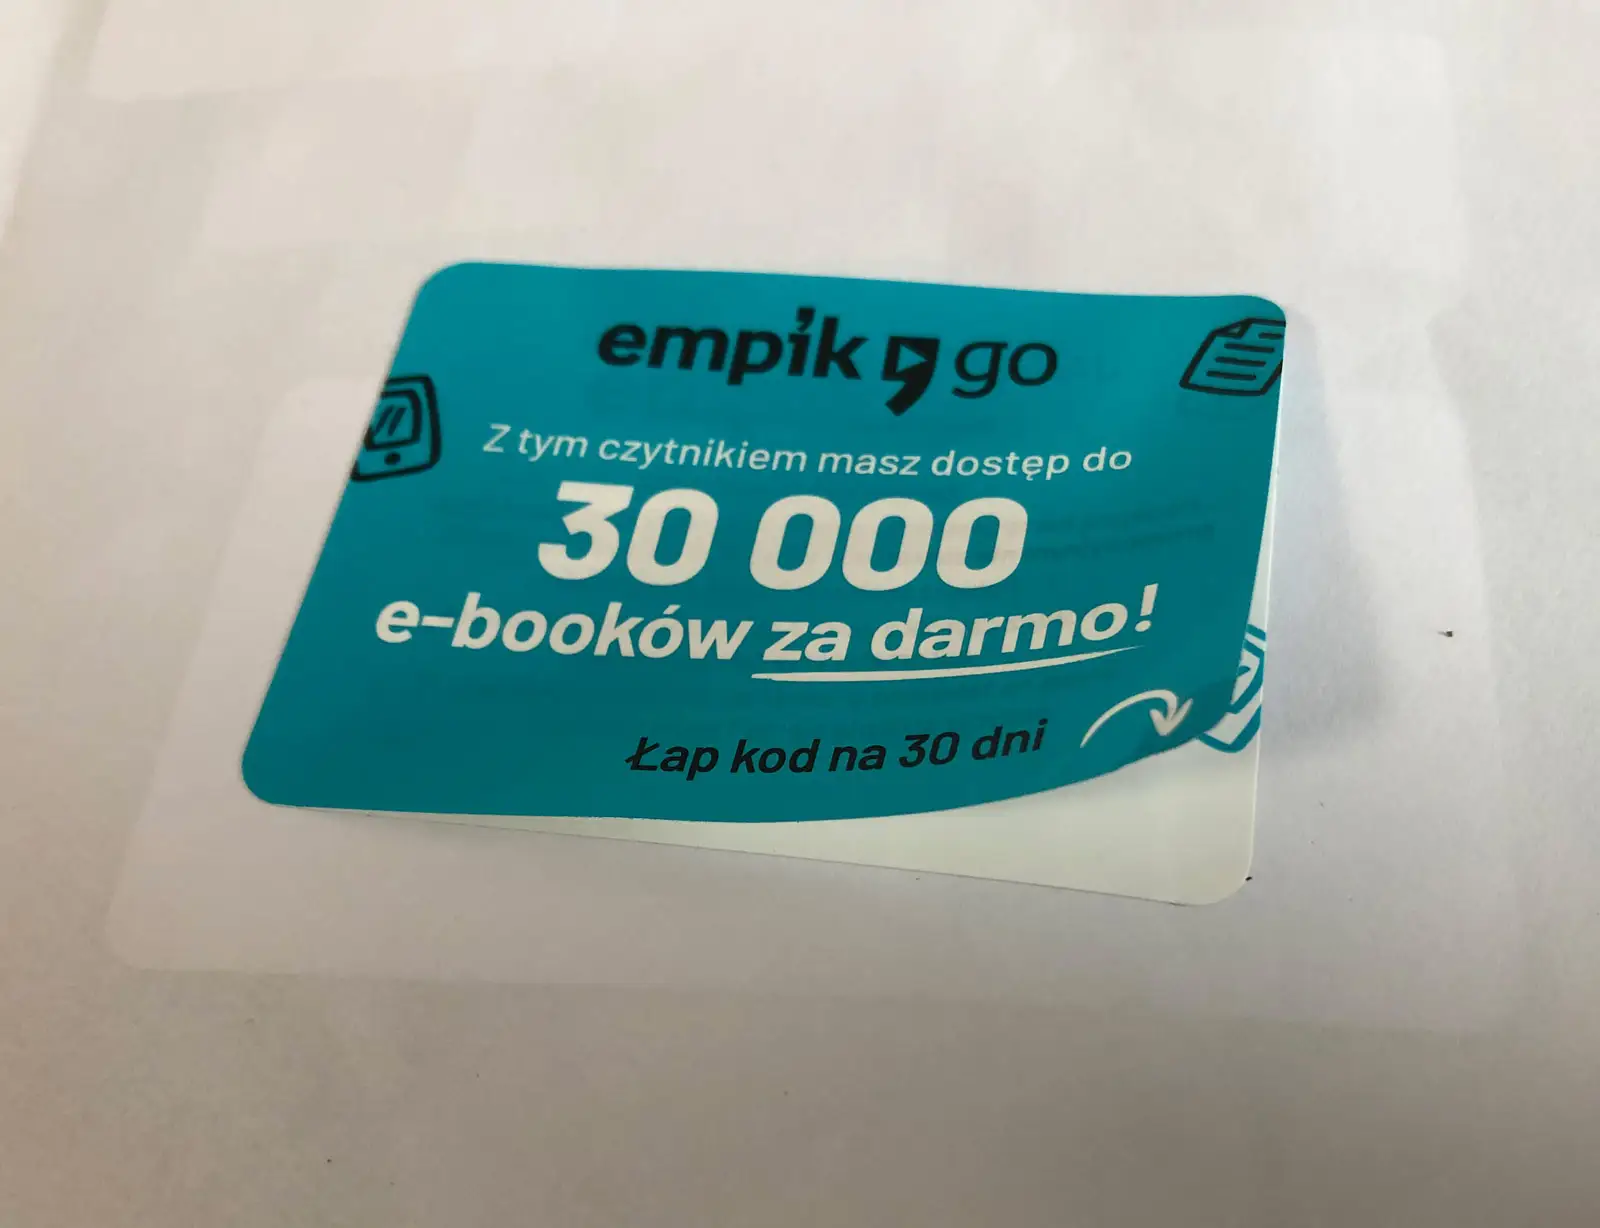 empik go
Z tym czytnikiem masz dostęp do
30 000
e-booków za darmo!
Łap kod na 30 dni